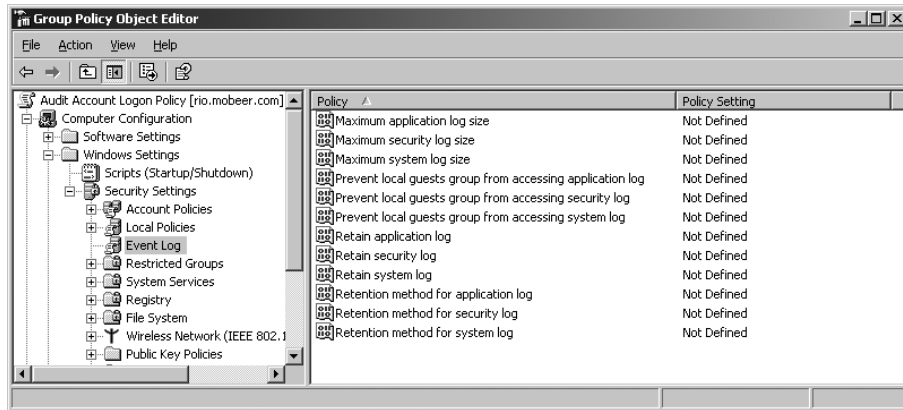 Group Policy Object Editor
File Action View Help
Audit Account Logon Policy [rio.mobeer.com]
Computer Configuration
Software Settings
Windows Settings
Scripts (Startup/Shutdown)
Security Settings
Account Policies
Local Policies
Event Log
Restricted Groups
System Services
Registry
File System
Wireless Network (IEEE 802.1
Public Key Policies
Policy Policy Setting
Maximum application log size Not Defined
Maximum security log size Not Defined
Maximum system log size Not Defined
Prevent local guests group from accessing application log Not Defined
Prevent local guests group from accessing security log Not Defined
Prevent local guests group from accessing system log Not Defined
Retain application log Not Defined
Retain security log Not Defined
Retain system log Not Defined
Retention method for application log Not Defined
Retention method for security log Not Defined
Retention method for system log Not Defined